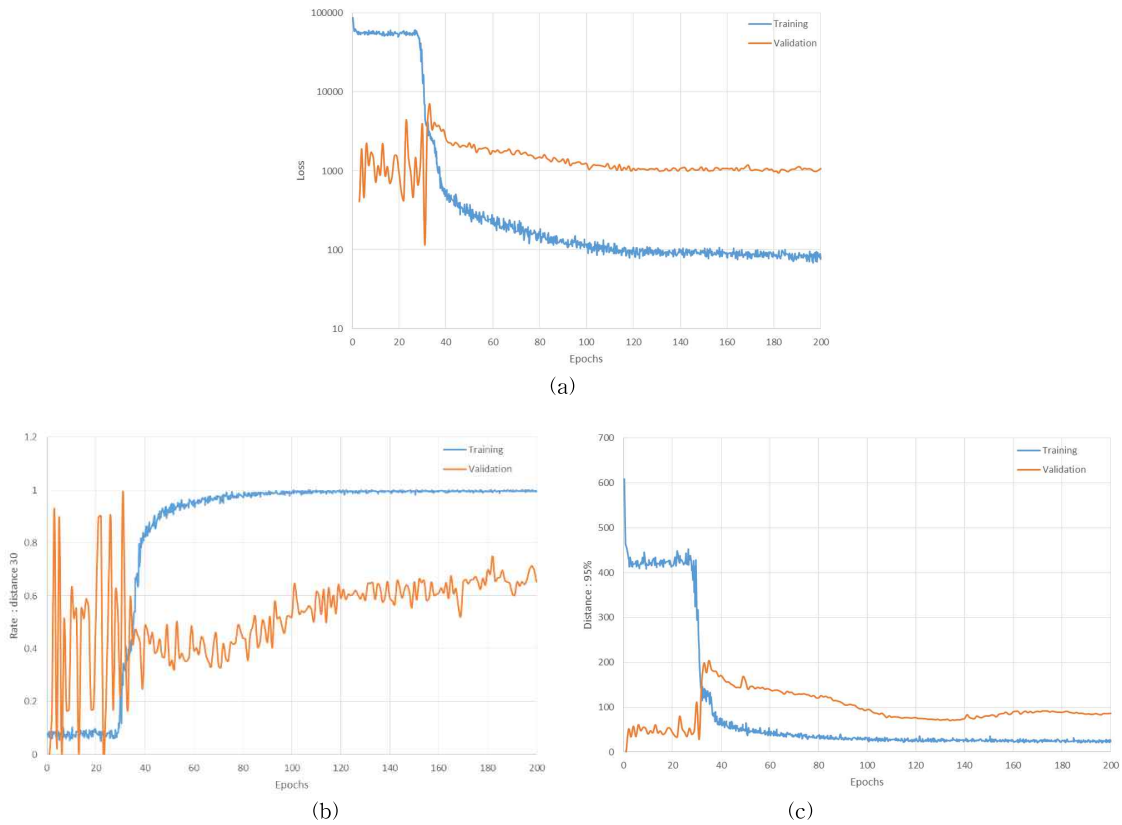 100000
10000
1000
100
10
Loss
0 20 40 60 80 100 120 140 160 180 200
Epochs
Training
Validation
(a)
1.2
1
0.8
0.6
0.4
0.2
0
Rate : distance 30
0 20 40 60 80 100 120 140 160 180 200
Epochs
Training
Validation
(b)
700
600
500
400
300
200
100
0
Distance : 95%
0 20 40 60 80 100 120 140 160 180 200
Epochs
Training
Validation
(c)